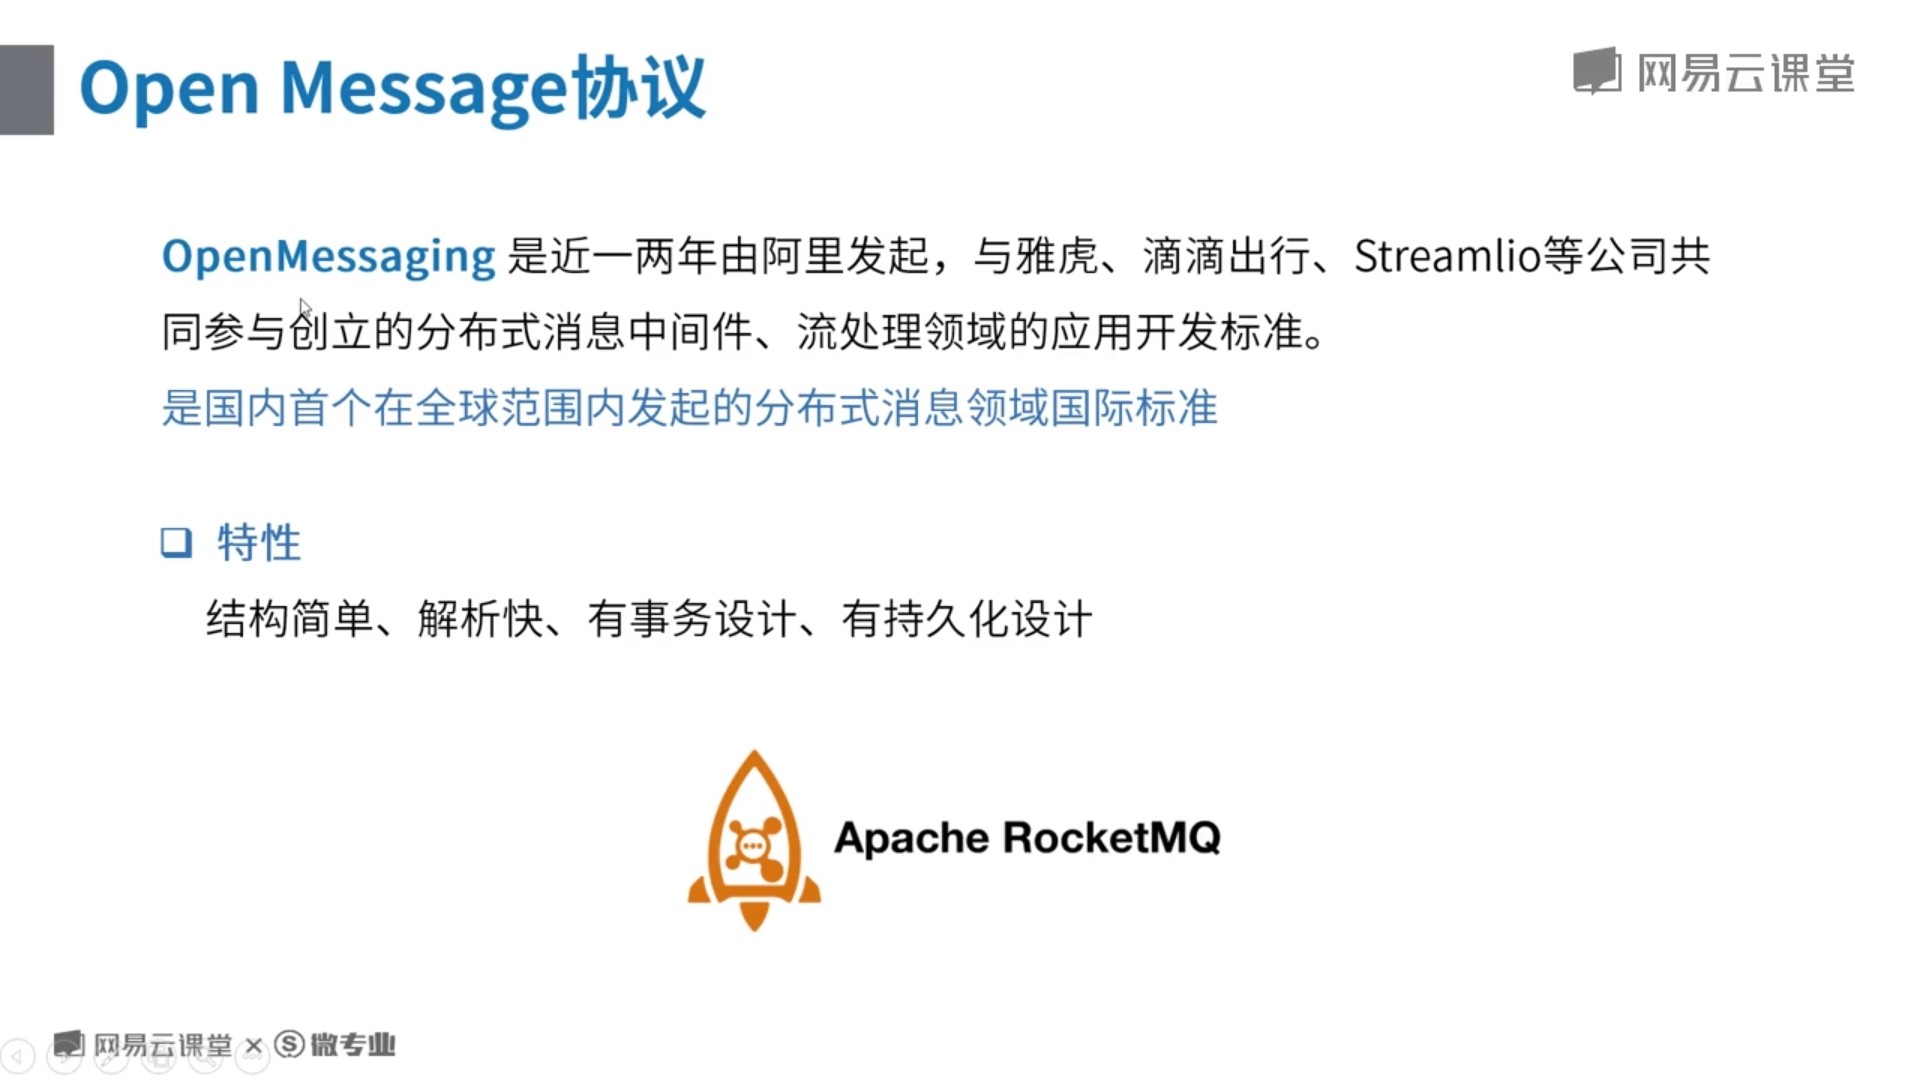 Open Message协议
网易云课堂
OpenMessaging 是近一两年由阿里发起，与雅虎、滴滴出行、Streamlio等公司共
同参与创立的分布式消息中间件、流处理领域的应用开发标准。
是国内首个在全球范围内发起的分布式消息领域国际标准
特性
结构简单、解析快、有事务设计、有持久化设计
Apache RocketMQ
网易云课堂 × 微专业